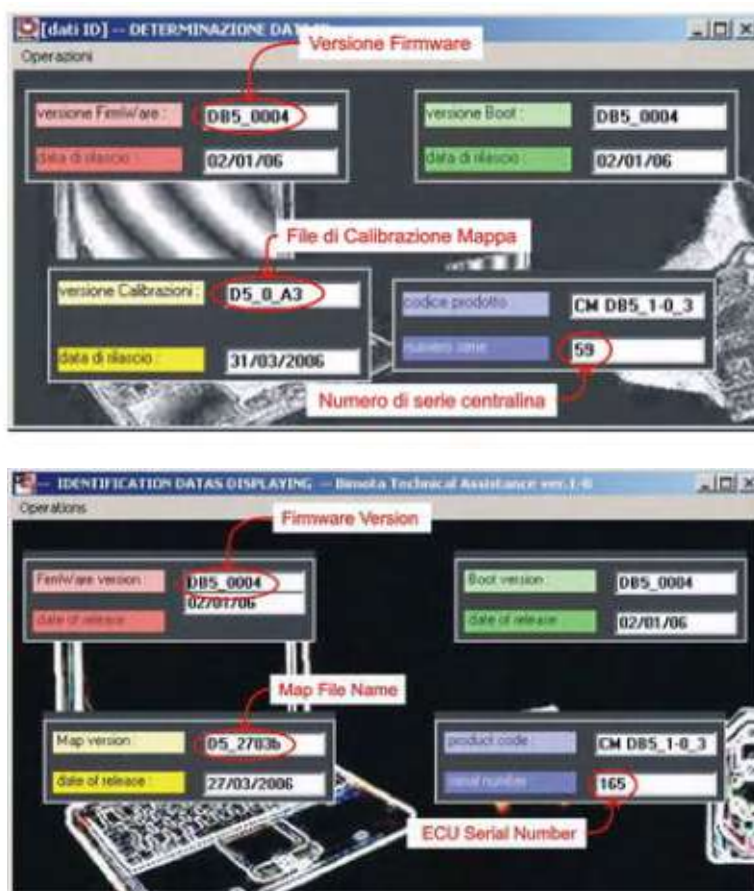 [dati ID] -- DETERMINAZIONE DATI ID
Versione Firmware
Operazioni
versione FirmWare : DB5_0004
versione Boot : DB5_0004
data di rilascio : 02/01/06
data di rilascio : 02/01/06
File di Calibrazione Mappa
versione Calibrazioni : D5_0_A3
codice prodotto CM DB5_1-0_3
numero serie 59
data di rilascio : 31/03/2006
Numero di serie centralina
-- IDENTIFICATION DATAS DISPLAYING -- Bimota Technical Assistance ver.1-0
Operations
Firmware Version
FirmWare version DB5_0004
Boot version : DB5_0004
02/01/06
date of release
date of release 02/01/06
Map File Name
Map version : D5_2703b
product code : CM DB5_1-0_3
date of release : 27/03/2006
serial number 165
ECU Serial Number